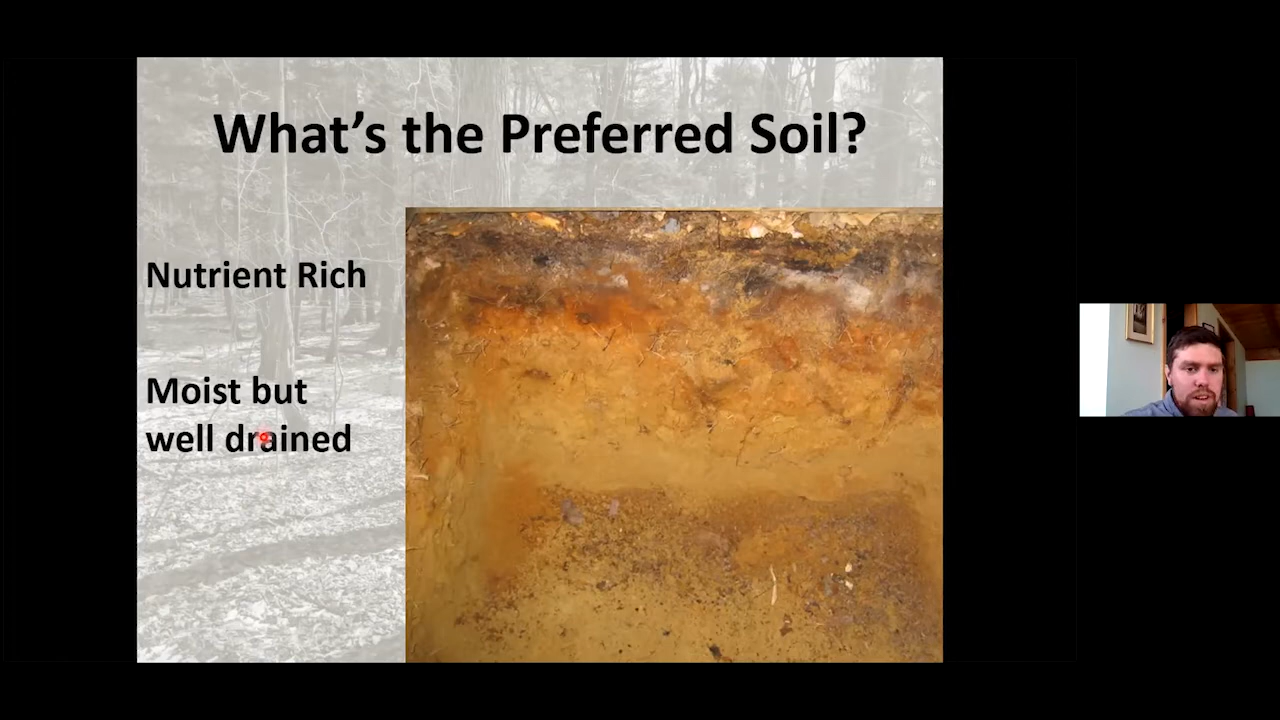 What's the Preferred Soil?
Nutrient Rich
Moist but
well drained